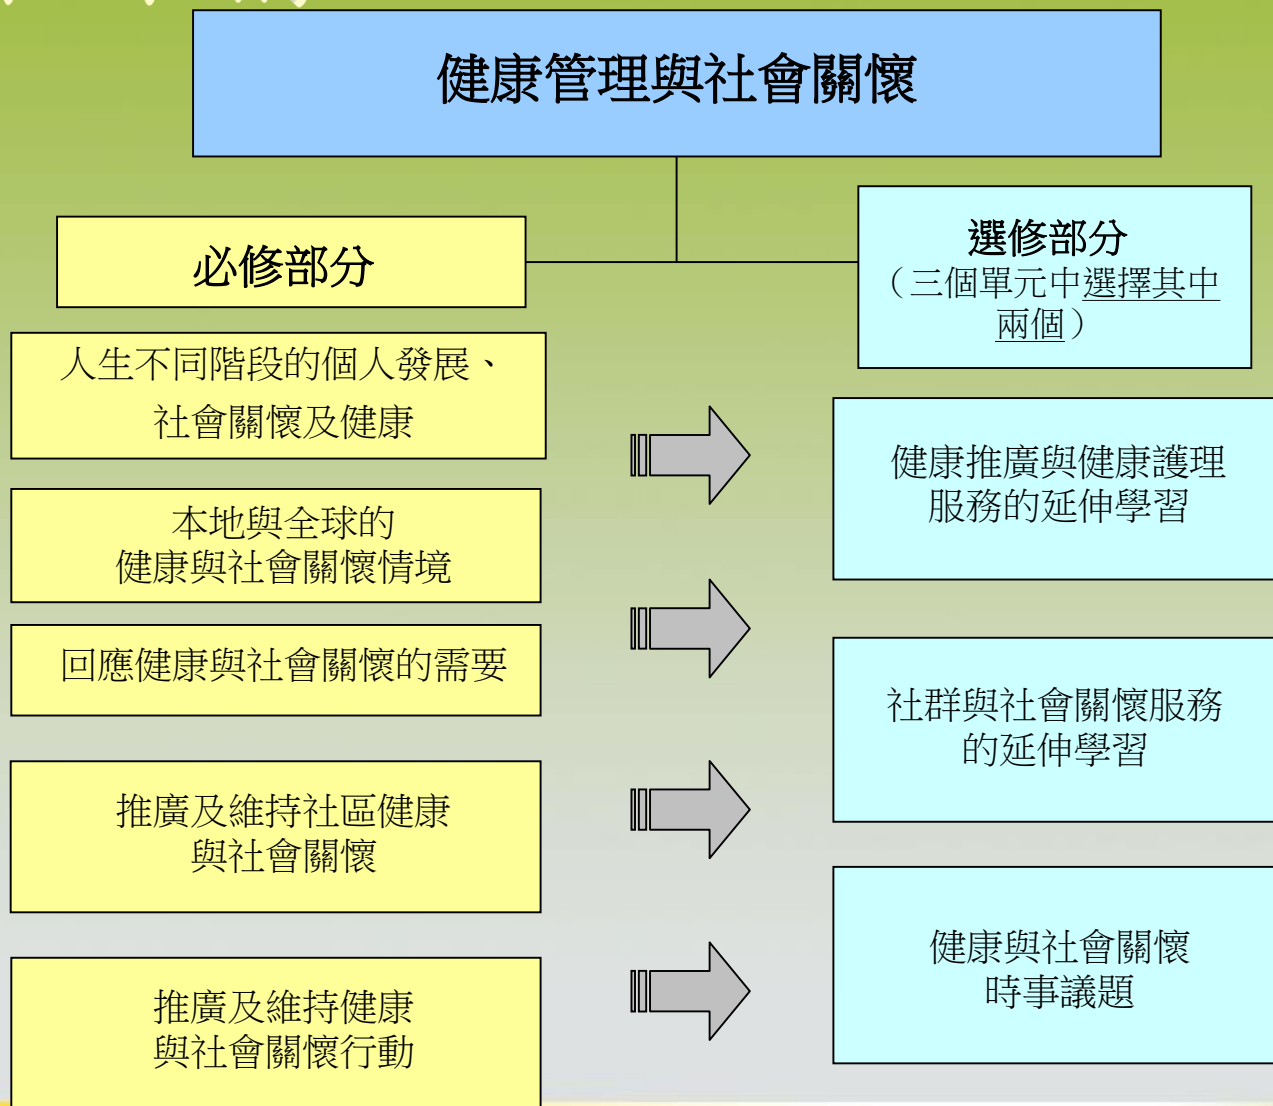 健康管理與社會關懷
必修部分
人生不同階段的個人發展、
社會關懷及健康
本地與全球的
健康與社會關懷情境
回應健康與社會關懷的需要
推廣及維持社區健康
與社會關懷
推廣及維持健康
與社會關懷行動
選修部分
（三個單元中選擇其中
兩個）
健康推廣與健康護理
服務的延伸學習
社群與社會關懷服務
的延伸學習
健康與社會關懷
時事議題